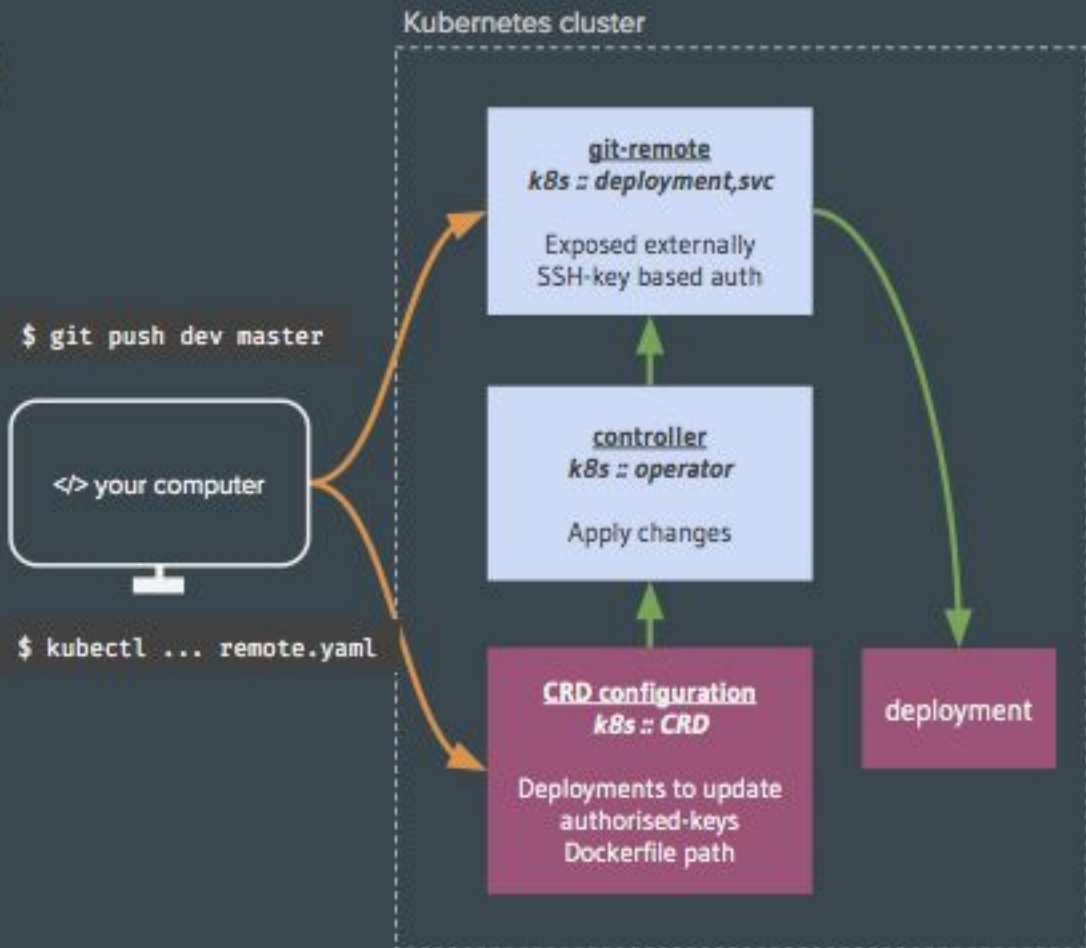 Kubernetes cluster
git-remote
k8s :: deployment,svc
Exposed externally
SSH-key based auth
$ git push dev master
controller
k8s :: operator
Apply changes
</> your computer
$ kubectl ... remote.yaml
CRD configuration
k8s :: CRD
Deployments to update
authorised-keys
Dockerfile path
deployment